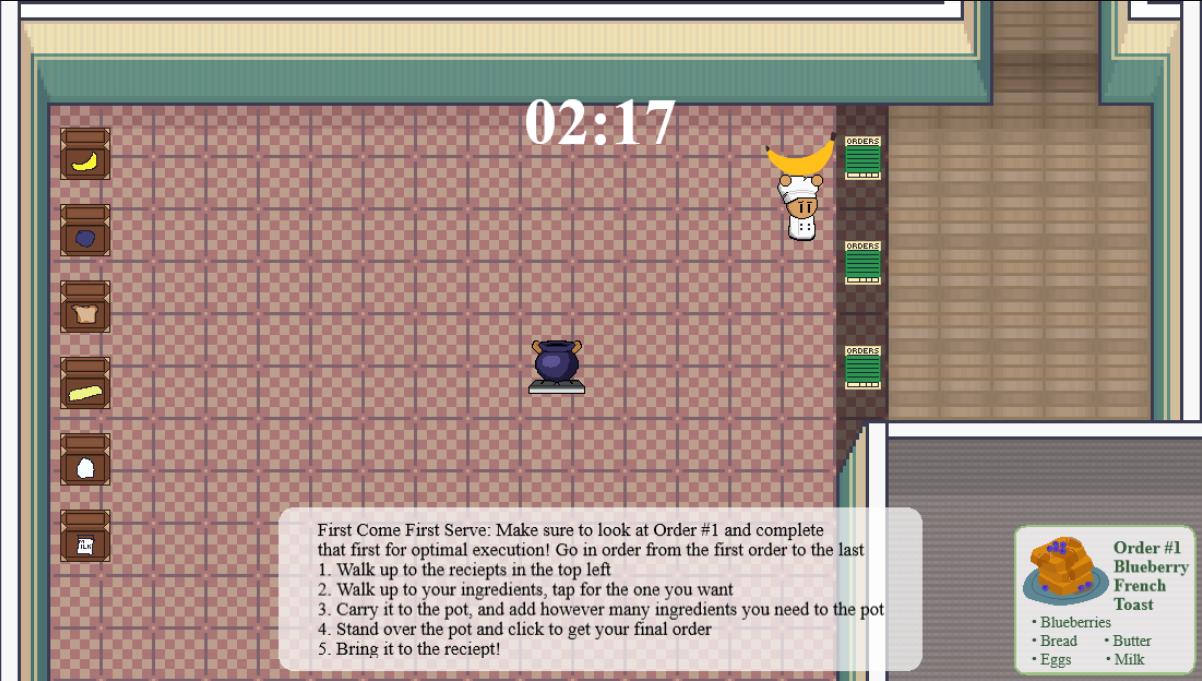 02:17
ORDERS
ORDERS
ORDERS
MILK
First Come First Serve: Make sure to look at Order #1 and complete
that first for optimal execution! Go in order from the first order to the last
1. Walk up to the reciepts in the top left
2. Walk up to your ingredients, tap for the one you want
3. Carry it to the pot, and add however many ingredients you need to the pot
4. Stand over the pot and click to get your final order
5. Bring it to the reciept!
Order #1
Blueberry
French
Toast
• Blueberries
• Bread • Butter
• Eggs • Milk